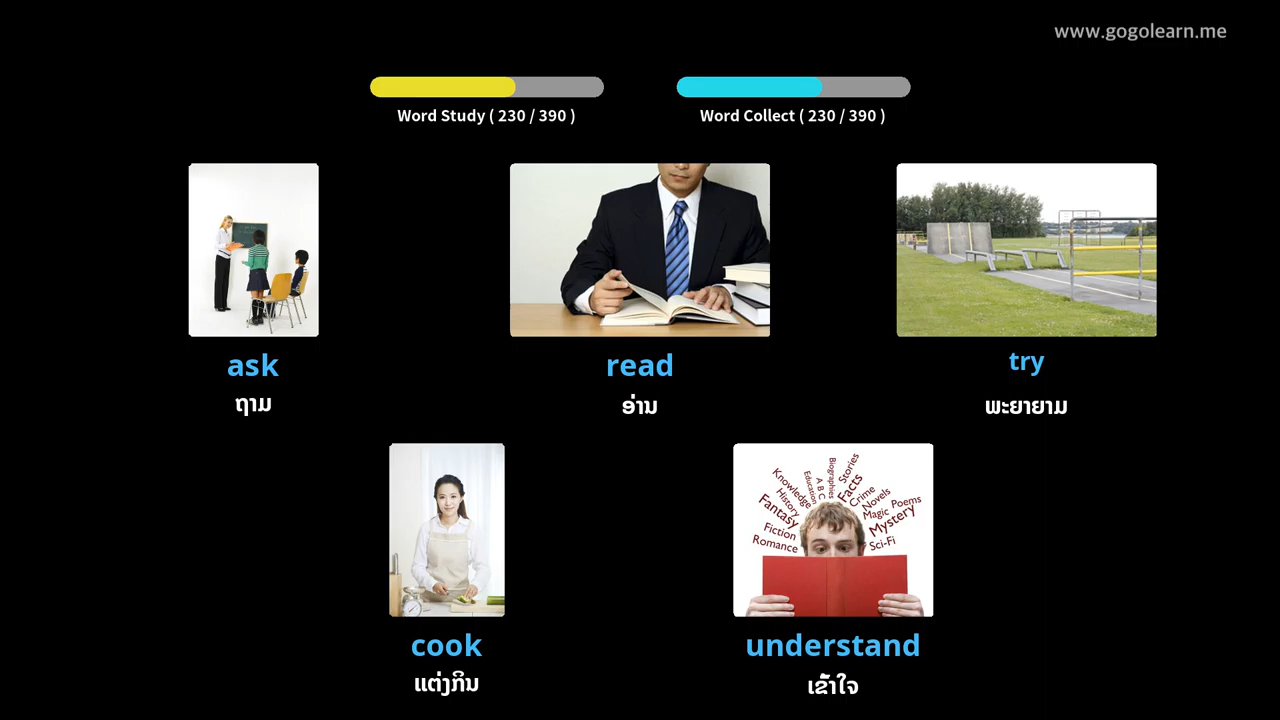 www.gogolearn.me
Word Study ( 230 / 390 )
Word Collect ( 230 / 390 )
ask
ຖາມ
read
ອ່ານ
try
ພະຍາຍາມ
cook
ແຕ່ງກິນ
Knowledge
History
Fantasy
Fiction
Romance
Education
A B C
Biographies
Stories
Facts
Crime
Novels
Magic
Poems
Mystery
Sci-Fi
understand
ເຂົ້າໃຈ